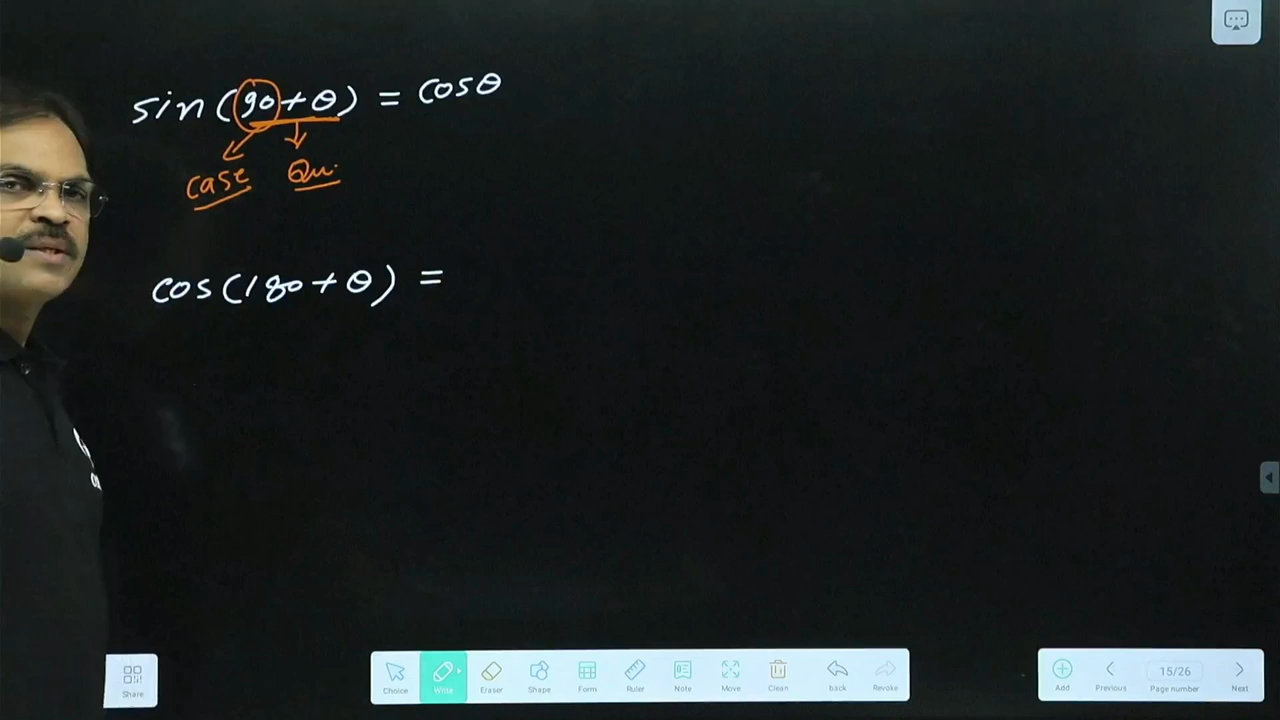 sin(90+θ) = cosθ
case Qu.
cos(180+θ) =
Share
Choice Write Eraser Shape Form Ruler Note Move Clean back Revoke
Add Previous 15/26 Page number Next